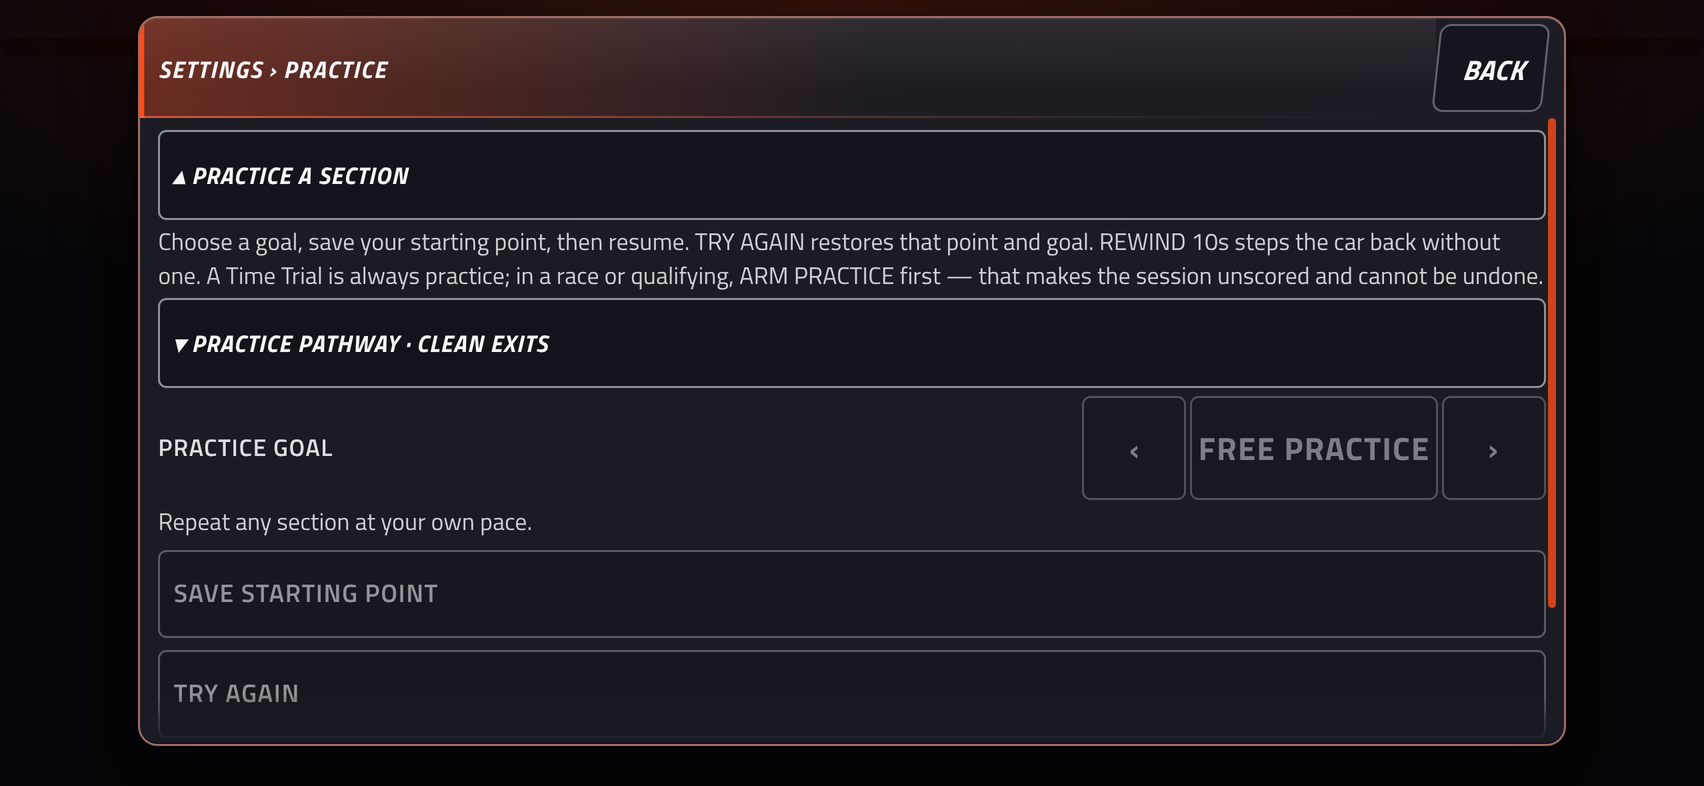 SETTINGS › PRACTICE
BACK
▲ PRACTICE A SECTION
Choose a goal, save your starting point, then resume. TRY AGAIN restores that point and goal. REWIND 10s steps the car back without
one. A Time Trial is always practice; in a race or qualifying, ARM PRACTICE first — that makes the session unscored and cannot be undone.
▼ PRACTICE PATHWAY · CLEAN EXITS
PRACTICE GOAL
‹ FREE PRACTICE ›
Repeat any section at your own pace.
SAVE STARTING POINT
TRY AGAIN